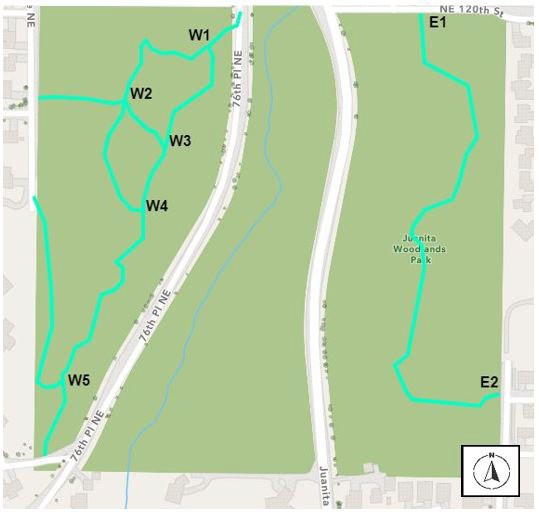 NE
NE 120th St
E1
W1
76th Pl NE
W2
W3
W4
Juanita
Woodlands
Park
76th Pl NE
W5
E2
76th Pl NE
N
Juanita